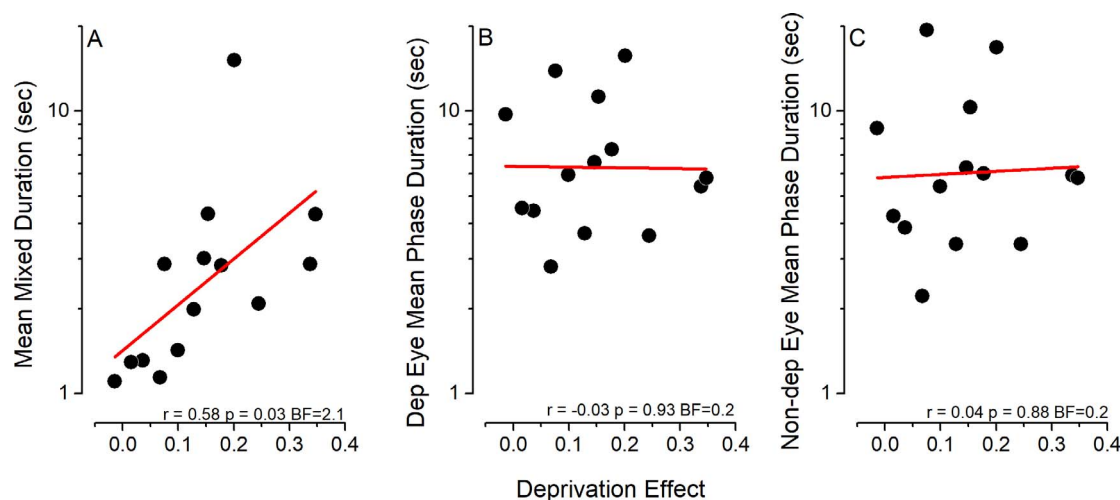 A
Mean Mixed Duration (sec)
10
1
r = 0.58 p = 0.03 BF=2.1
0.0 0.1 0.2 0.3 0.4
B
Dep Eye Mean Phase Duration (sec)
10
1
r = -0.03 p = 0.93 BF=0.2
0.0 0.1 0.2 0.3 0.4
C
Non-dep Eye Mean Phase Duration (sec)
10
1
r = 0.04 p = 0.88 BF=0.2
0.0 0.1 0.2 0.3 0.4
Deprivation Effect